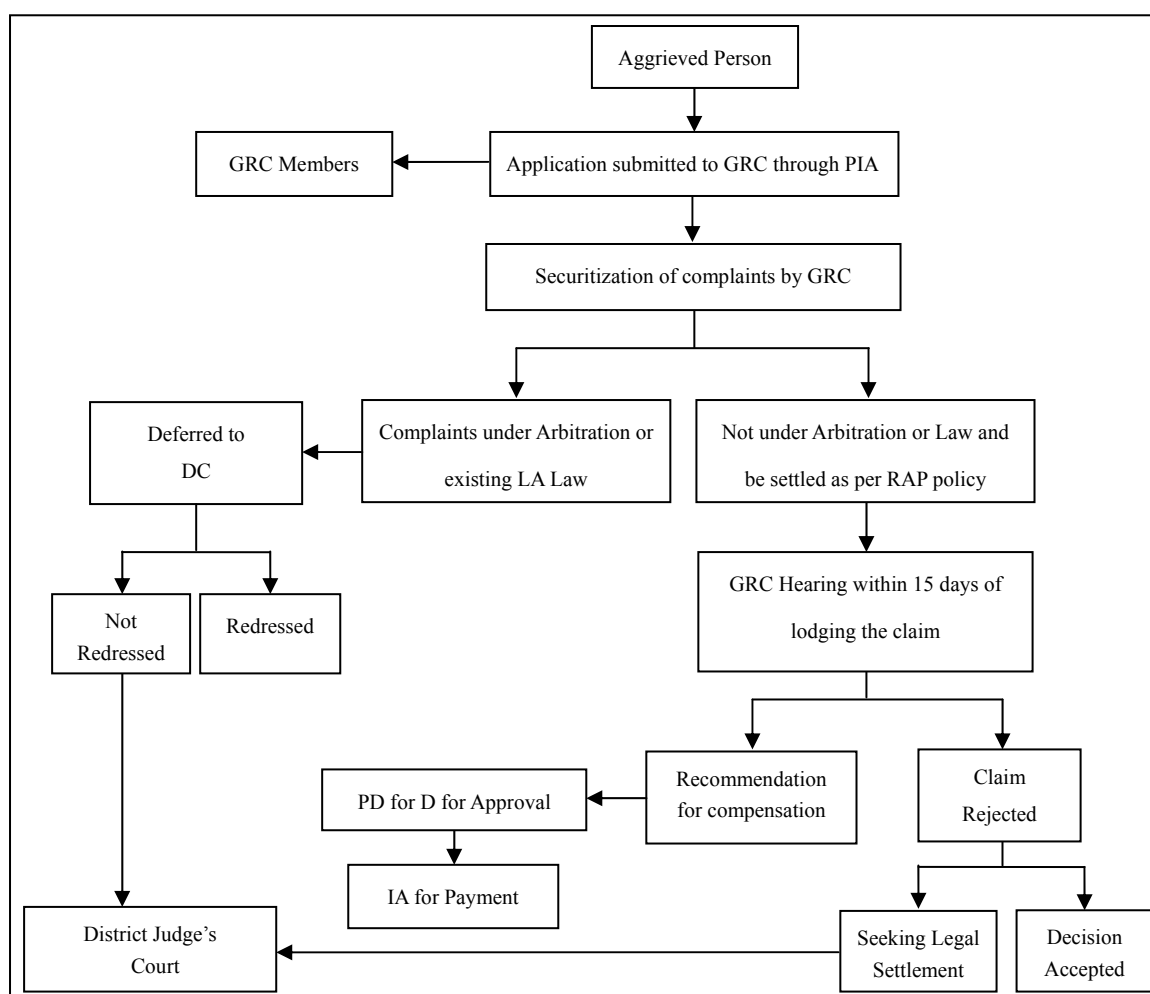 Aggrieved Person
GRC Members
Application submitted to GRC through PIA
Securitization of complaints by GRC
Deferred to
DC
Complaints under Arbitration or
existing LA Law
Not under Arbitration or Law and
be settled as per RAP policy
Not
Redressed
Redressed
GRC Hearing within 15 days of
lodging the claim
PD for D for Approval
Recommendation
for compensation
Claim
Rejected
IA for Payment
District Judge's
Court
Seeking Legal
Settlement
Decision
Accepted